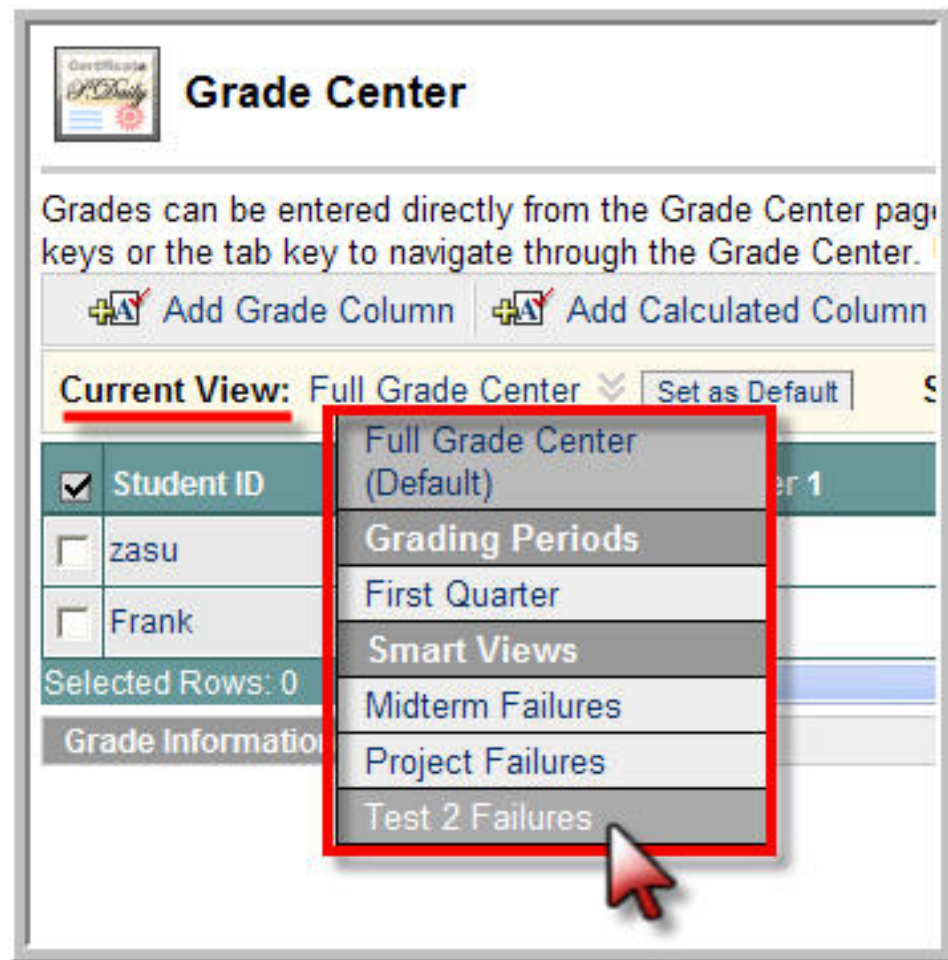 Certificate
Grade Center
Grades can be entered directly from the Grade Center
keys or the tab key to navigate through the Grade Center.
Add Grade Column Add Calculated Column
Current View: Full Grade Center Set as Default S
Full Grade Center
(Default)
Student ID er 1
Grading Periods
zasu
First Quarter
Frank
Smart Views
Selected Rows: 0
Midterm Failures
Grade Informatio
Project Failures
Test 2 Failures